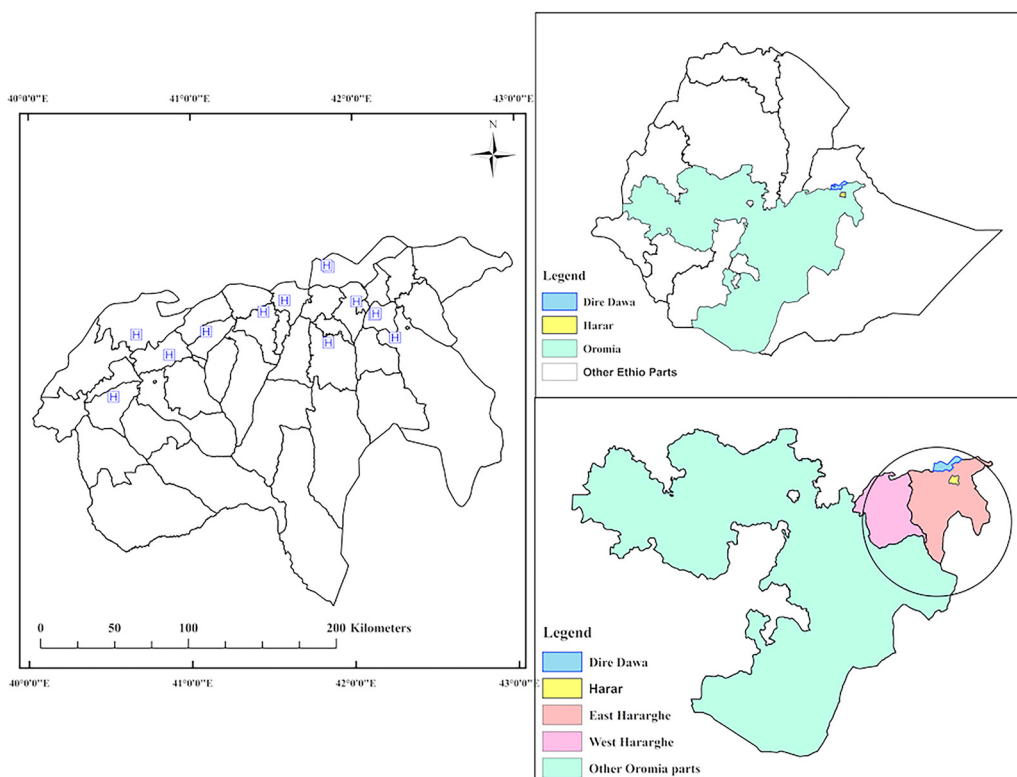 40°0'0"E
41°0'0"E
42°0'0"E
43°0'0"E
N
H
H
H
H
H
H
H
H
H
H
H
0
50
100
200 Kilometers
40°0'0"E
41°0'0"E
42°0'0"E
43°0'0"E
Legend
Dire Dawa
Harar
Oromia
Other Ethio Parts
Legend
Dire Dawa
Harar
East Hararghe
West Hararghe
Other Oromia parts